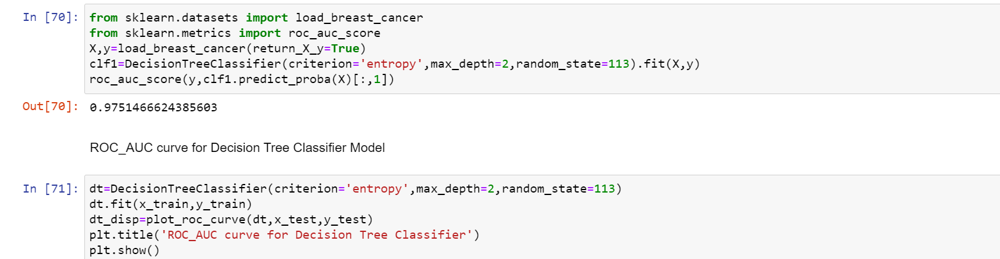 In [70]: from sklearn.datasets import load_breast_cancer
from sklearn.metrics import roc_auc_score
X,y=load_breast_cancer(return_X_y=True)
clf1=DecisionTreeClassifier(criterion='entropy',max_depth=2,random_state=113).fit(X,y)
roc_auc_score(y,clf1.predict_proba(X)[:,1])
Out[70]: 0.9751466624385603
ROC_AUC curve for Decision Tree Classifier Model
In [71]: dt=DecisionTreeClassifier(criterion='entropy',max_depth=2,random_state=113)
dt.fit(x_train,y_train)
dt_disp=plot_roc_curve(dt,x_test,y_test)
plt.title('ROC_AUC curve for Decision Tree Classifier')
plt.show()